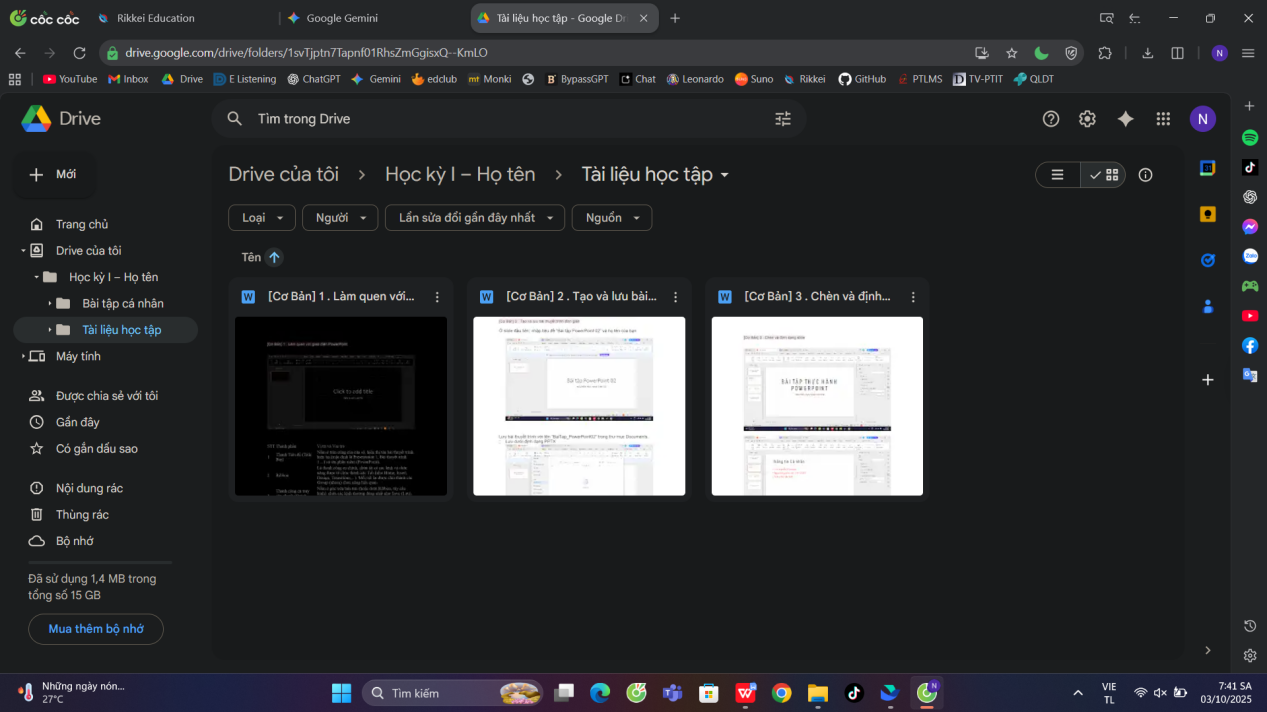 cốc cốc
Rikkei Education
Google Gemini
Tài liệu học tập - Google Dr
drive.google.com/drive/folders/1svTjptn7Tapnf01RhsZmGgisxQ--KmLO
YouTube
Inbox
Drive
E Listening
ChatGPT
Gemini
edclub
mt Monki
BypassGPT
Chat
Leonardo
Suno
Rikkei
GitHub
PTLMS
TV-PTIT
QLDT
Drive
Tìm trong Drive
N
Mới
Trang chủ
Drive của tôi
Học kỳ I – Họ tên
Bài tập cá nhân
Tài liệu học tập
Máy tính
Được chia sẻ với tôi
Gần đây
Có gắn dấu sao
Nội dung rác
Thùng rác
Bộ nhớ
Đã sử dụng 1,4 MB trong
tổng số 15 GB
Mua thêm bộ nhớ
Drive của tôi > Học kỳ I – Họ tên > Tài liệu học tập
Loại
Người
Lần sửa đổi gần đây nhất
Nguồn
Tên
[Cơ Bản] 1 . Làm quen với...
[Cơ Bản] 2 . Tạo và lưu bài...
[Cơ Bản] 3 . Chèn và định...
Click to add title
Bài tập PowerPoint 02
BÀI TẬP THỰC HÀNH
POWERPOINT
Zalo
Những ngày nón...
27°C
Tìm kiếm
VIE
TL
7:41 SA
03/10/2025